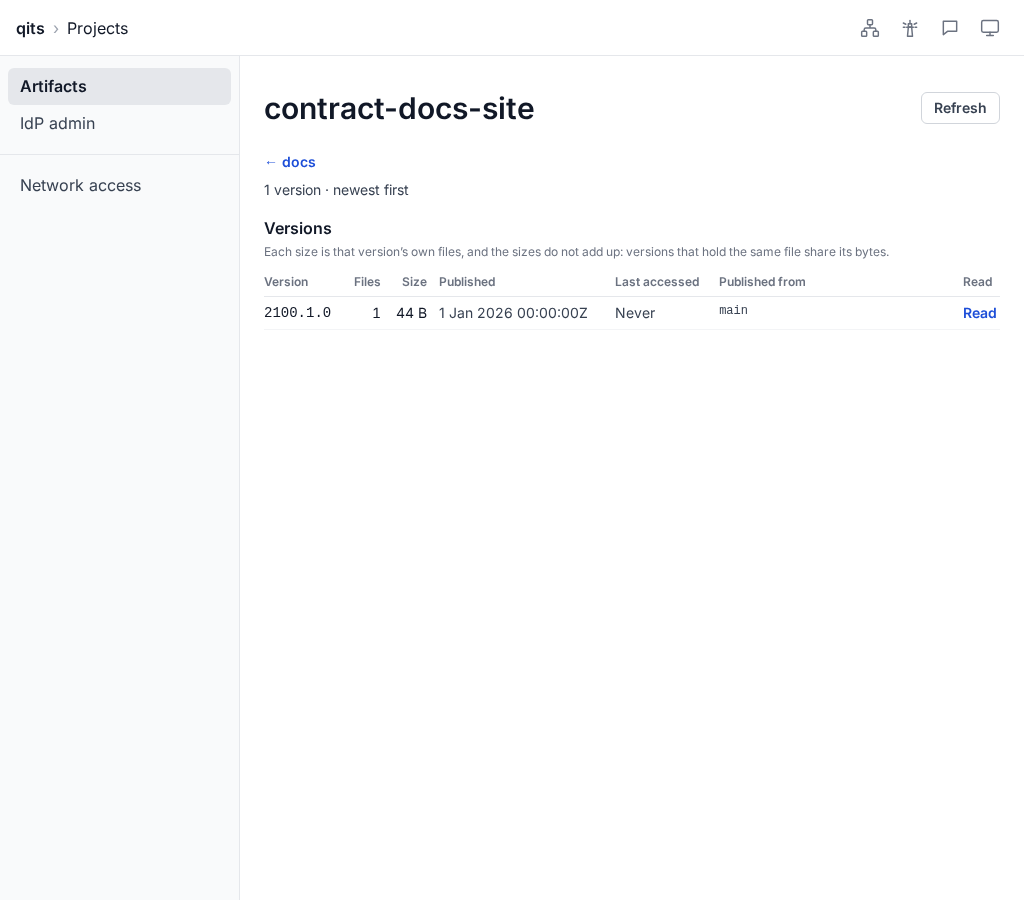 qits › Projects
Artifacts
IdP admin
Network access
contract-docs-site
Refresh
← docs
1 version · newest first
Versions
Each size is that version’s own files, and the sizes do not add up: versions that hold the same file share its bytes.
Version Files Size Published Last accessed Published from Read
2100.1.0 1 44 B 1 Jan 2026 00:00:00Z Never main Read